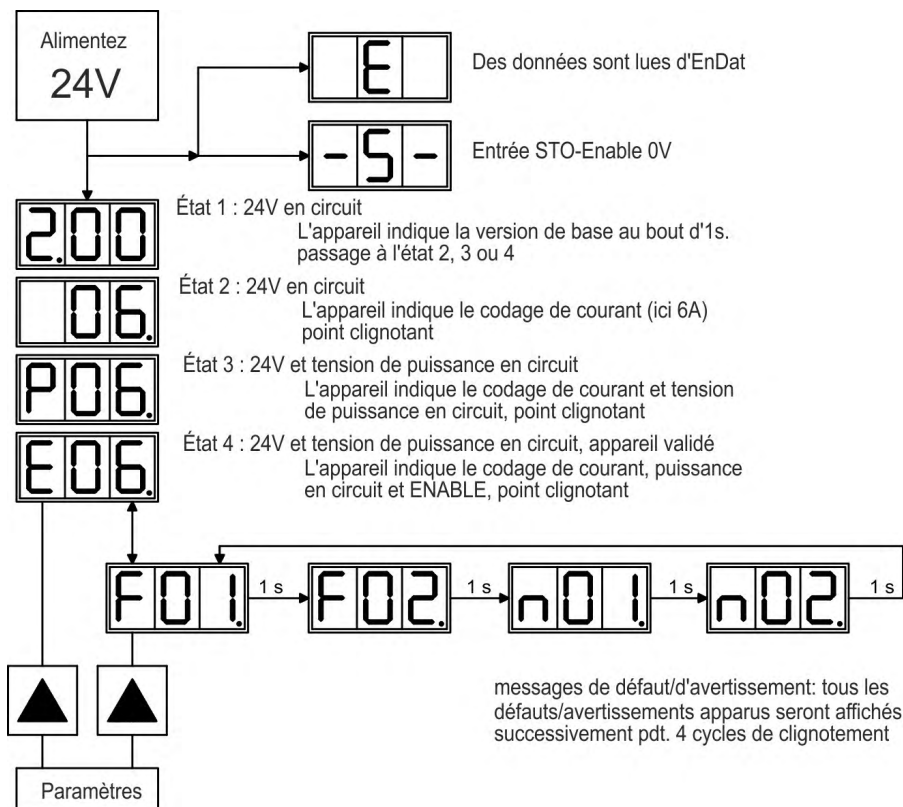 Alimentez
24V
E
Des données sont lues d'EnDat
-S-
Entrée STO-Enable 0V
2.00
État 1 : 24V en circuit
L'appareil indique la version de base au bout d'1s.
passage à l'état 2, 3 ou 4
06.
État 2 : 24V en circuit
L'appareil indique le codage de courant (ici 6A)
point clignotant
P06.
État 3 : 24V et tension de puissance en circuit
L'appareil indique le codage de courant et tension
de puissance en circuit, point clignotant
E06.
État 4 : 24V et tension de puissance en circuit, appareil validé
L'appareil indique le codage de courant, puissance
en circuit et ENABLE, point clignotant
F01. 1 s F02. 1 s n01. 1 s n02. 1 s
messages de défaut/d'avertissement: tous les
défauts/avertissements apparus seront affichés
successivement pdt. 4 cycles de clignotement
Paramètres